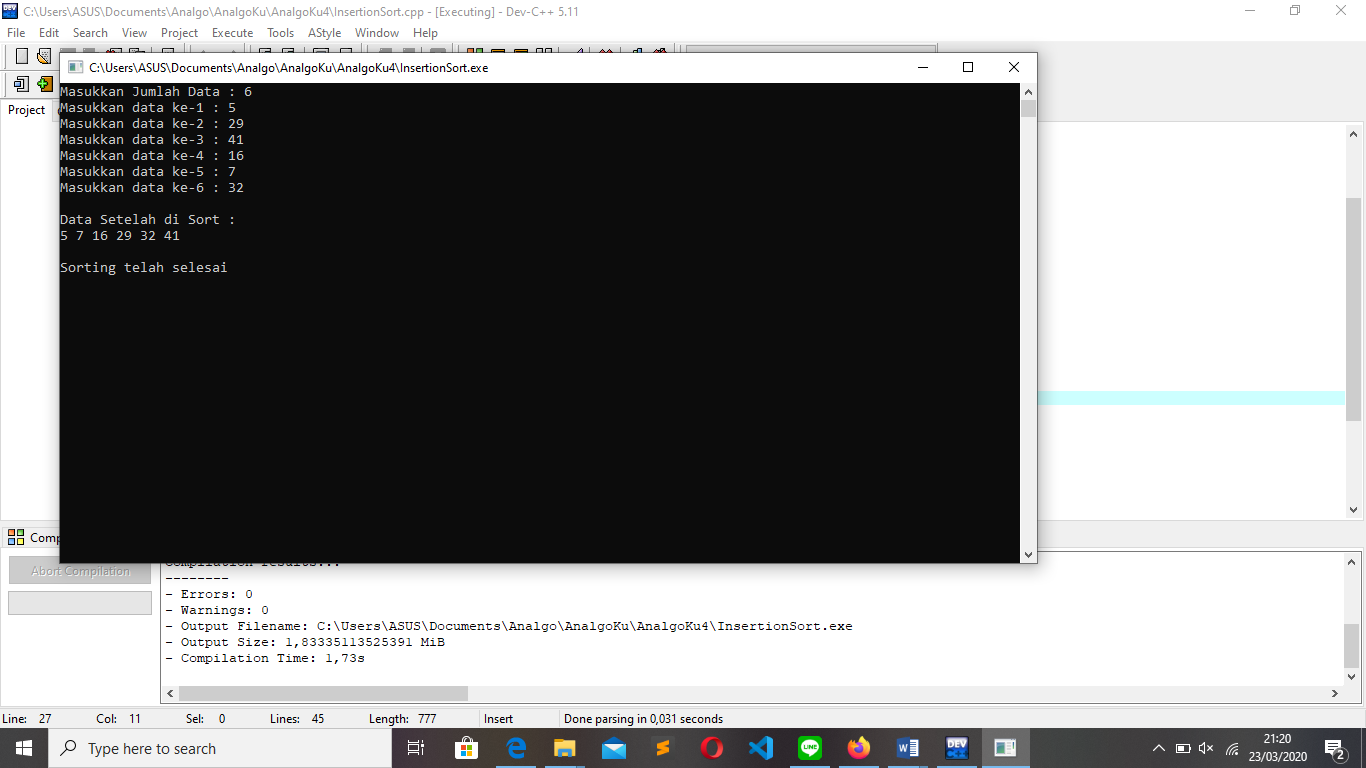 C:\Users\ASUS\Documents\Analgo\AnalgoKu\AnalgoKu4\InsertionSort.cpp - [Executing] - Dev-C++ 5.11
File Edit Search View Project Execute Tools AStyle Window Help
C:\Users\ASUS\Documents\Analgo\AnalgoKu\AnalgoKu4\InsertionSort.exe
Project
Masukkan Jumlah Data : 6
Masukkan data ke-1 : 5
Masukkan data ke-2 : 29
Masukkan data ke-3 : 41
Masukkan data ke-4 : 16
Masukkan data ke-5 : 7
Masukkan data ke-6 : 32
Data Setelah di Sort :
5 7 16 29 32 41
Sorting telah selesai
Abort Compilation
Compilation results...
--------
- Errors: 0
- Warnings: 0
- Output Filename: C:\Users\ASUS\Documents\Analgo\AnalgoKu\AnalgoKu4\InsertionSort.exe
- Output Size: 1,83335113525391 MiB
- Compilation Time: 1,73s
Line: 27 Col: 11 Sel: 0 Lines: 45 Length: 777 Insert Done parsing in 0,031 seconds
Type here to search
LINE
DEV
21:20
23/03/2020
2